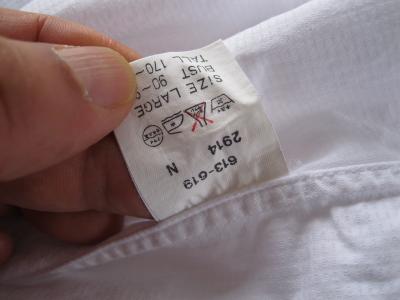 SIZE LARGE
BUST 90~
TALL 170~
613-619
2914
N